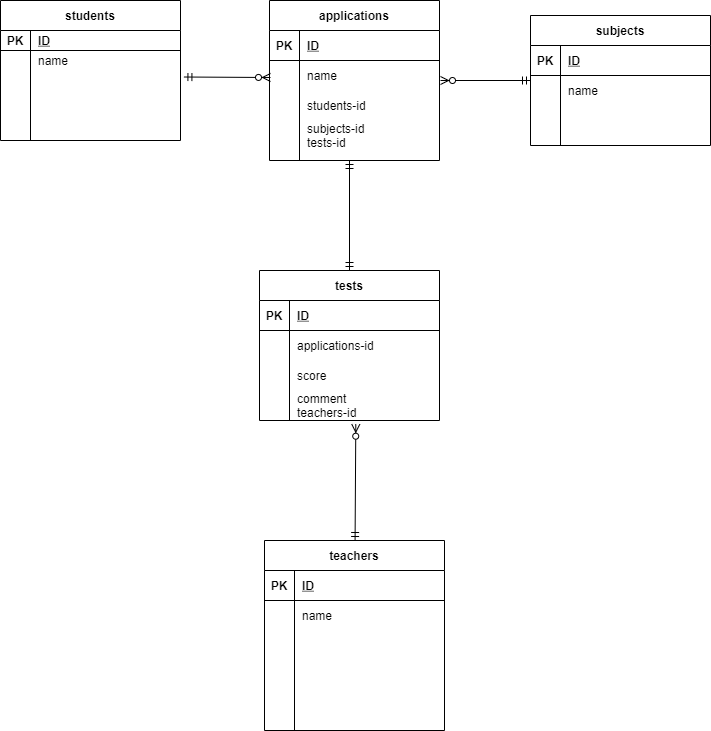 students
PK ID
name
applications
PK ID
name
students-id
subjects-id
tests-id
subjects
PK ID
name
tests
PK ID
applications-id
score
comment
teachers-id
teachers
PK ID
name